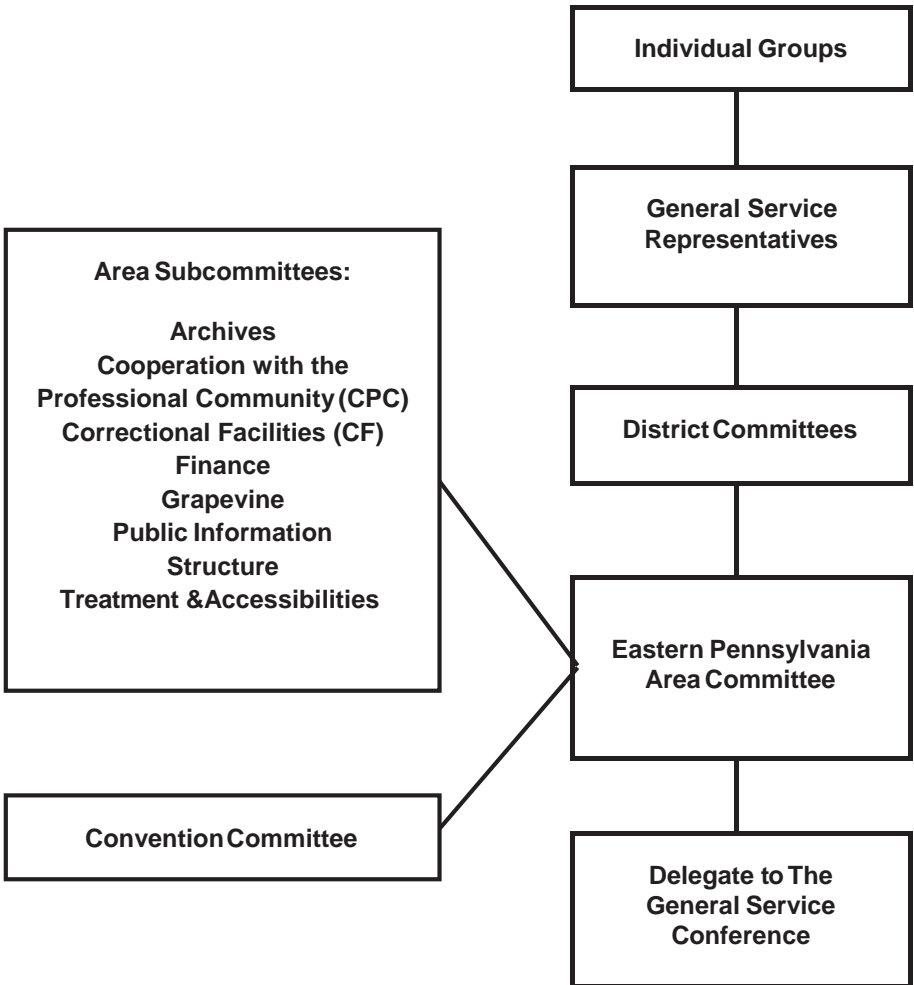 Individual Groups
General Service
Representatives
Area Subcommittees:
Archives
Cooperation with the
Professional Community (CPC)
Correctional Facilities (CF)
Finance
Grapevine
Public Information
Structure
Treatment & Accessibilities
District Committees
Eastern Pennsylvania
Area Committee
Convention Committee
Delegate to The
General Service
Conference